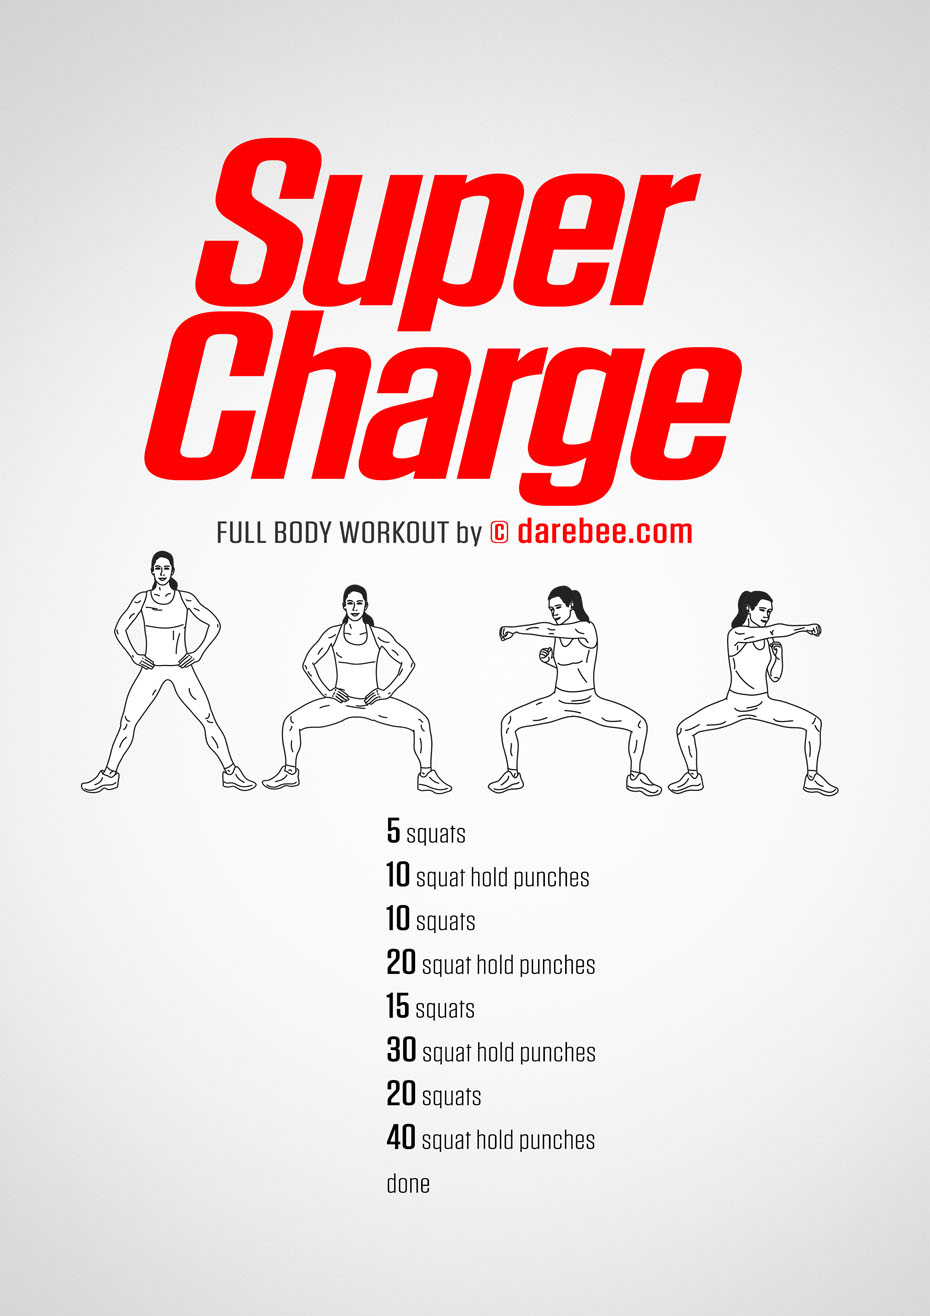 Super
Charge
FULL BODY WORKOUT by © darebee.com
5 squats
10 squat hold punches
10 squats
20 squat hold punches
15 squats
30 squat hold punches
20 squats
40 squat hold punches
done